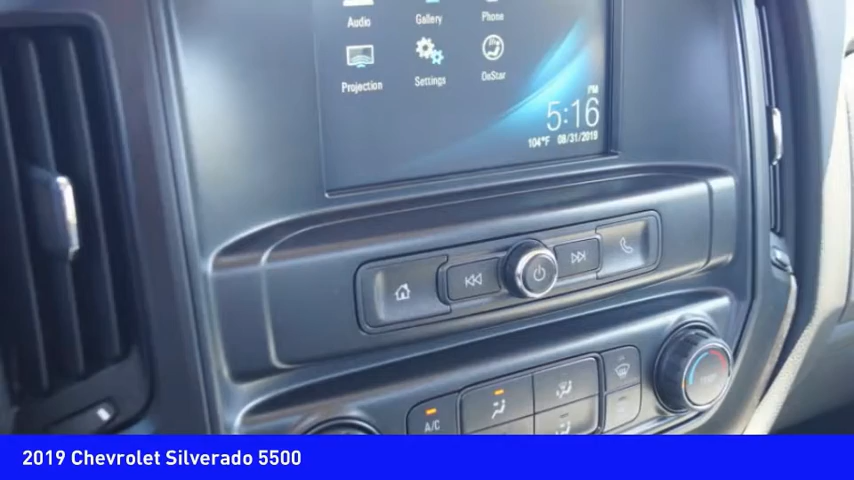 Audio Gallery Phone
Projection Settings OnStar
PM
5:16
104°F 08/31/2019
A/C
2019 Chevrolet Silverado 5500